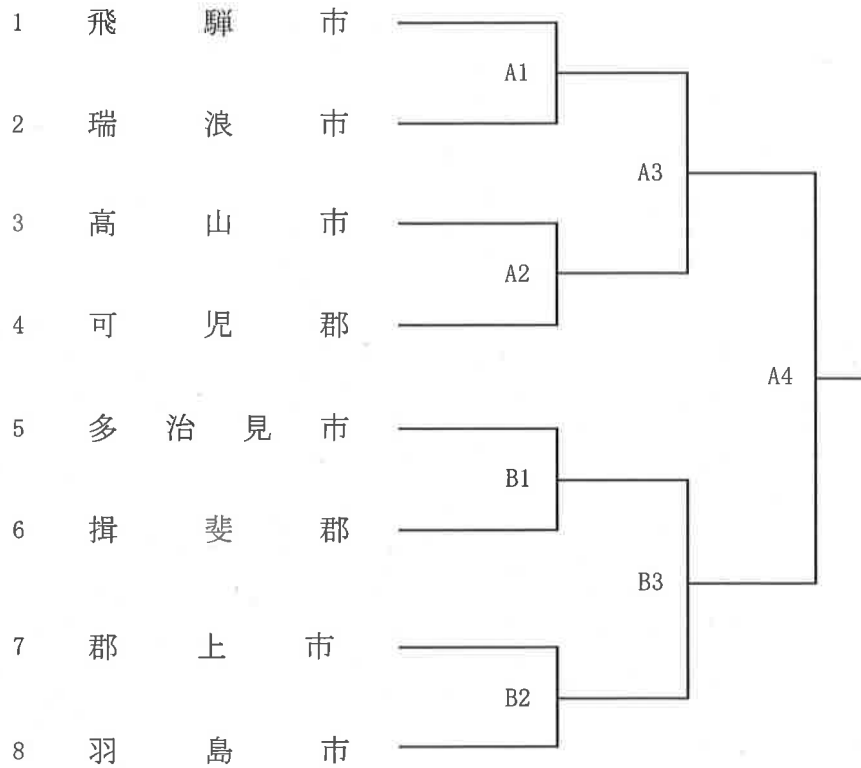 1 飛騨市
A1
2 瑞浪市
A3
3 高山市
A2
4 可児郡
A4
5 多治見市
B1
6 揖斐郡
B3
7 郡上市
B2
8 羽島市